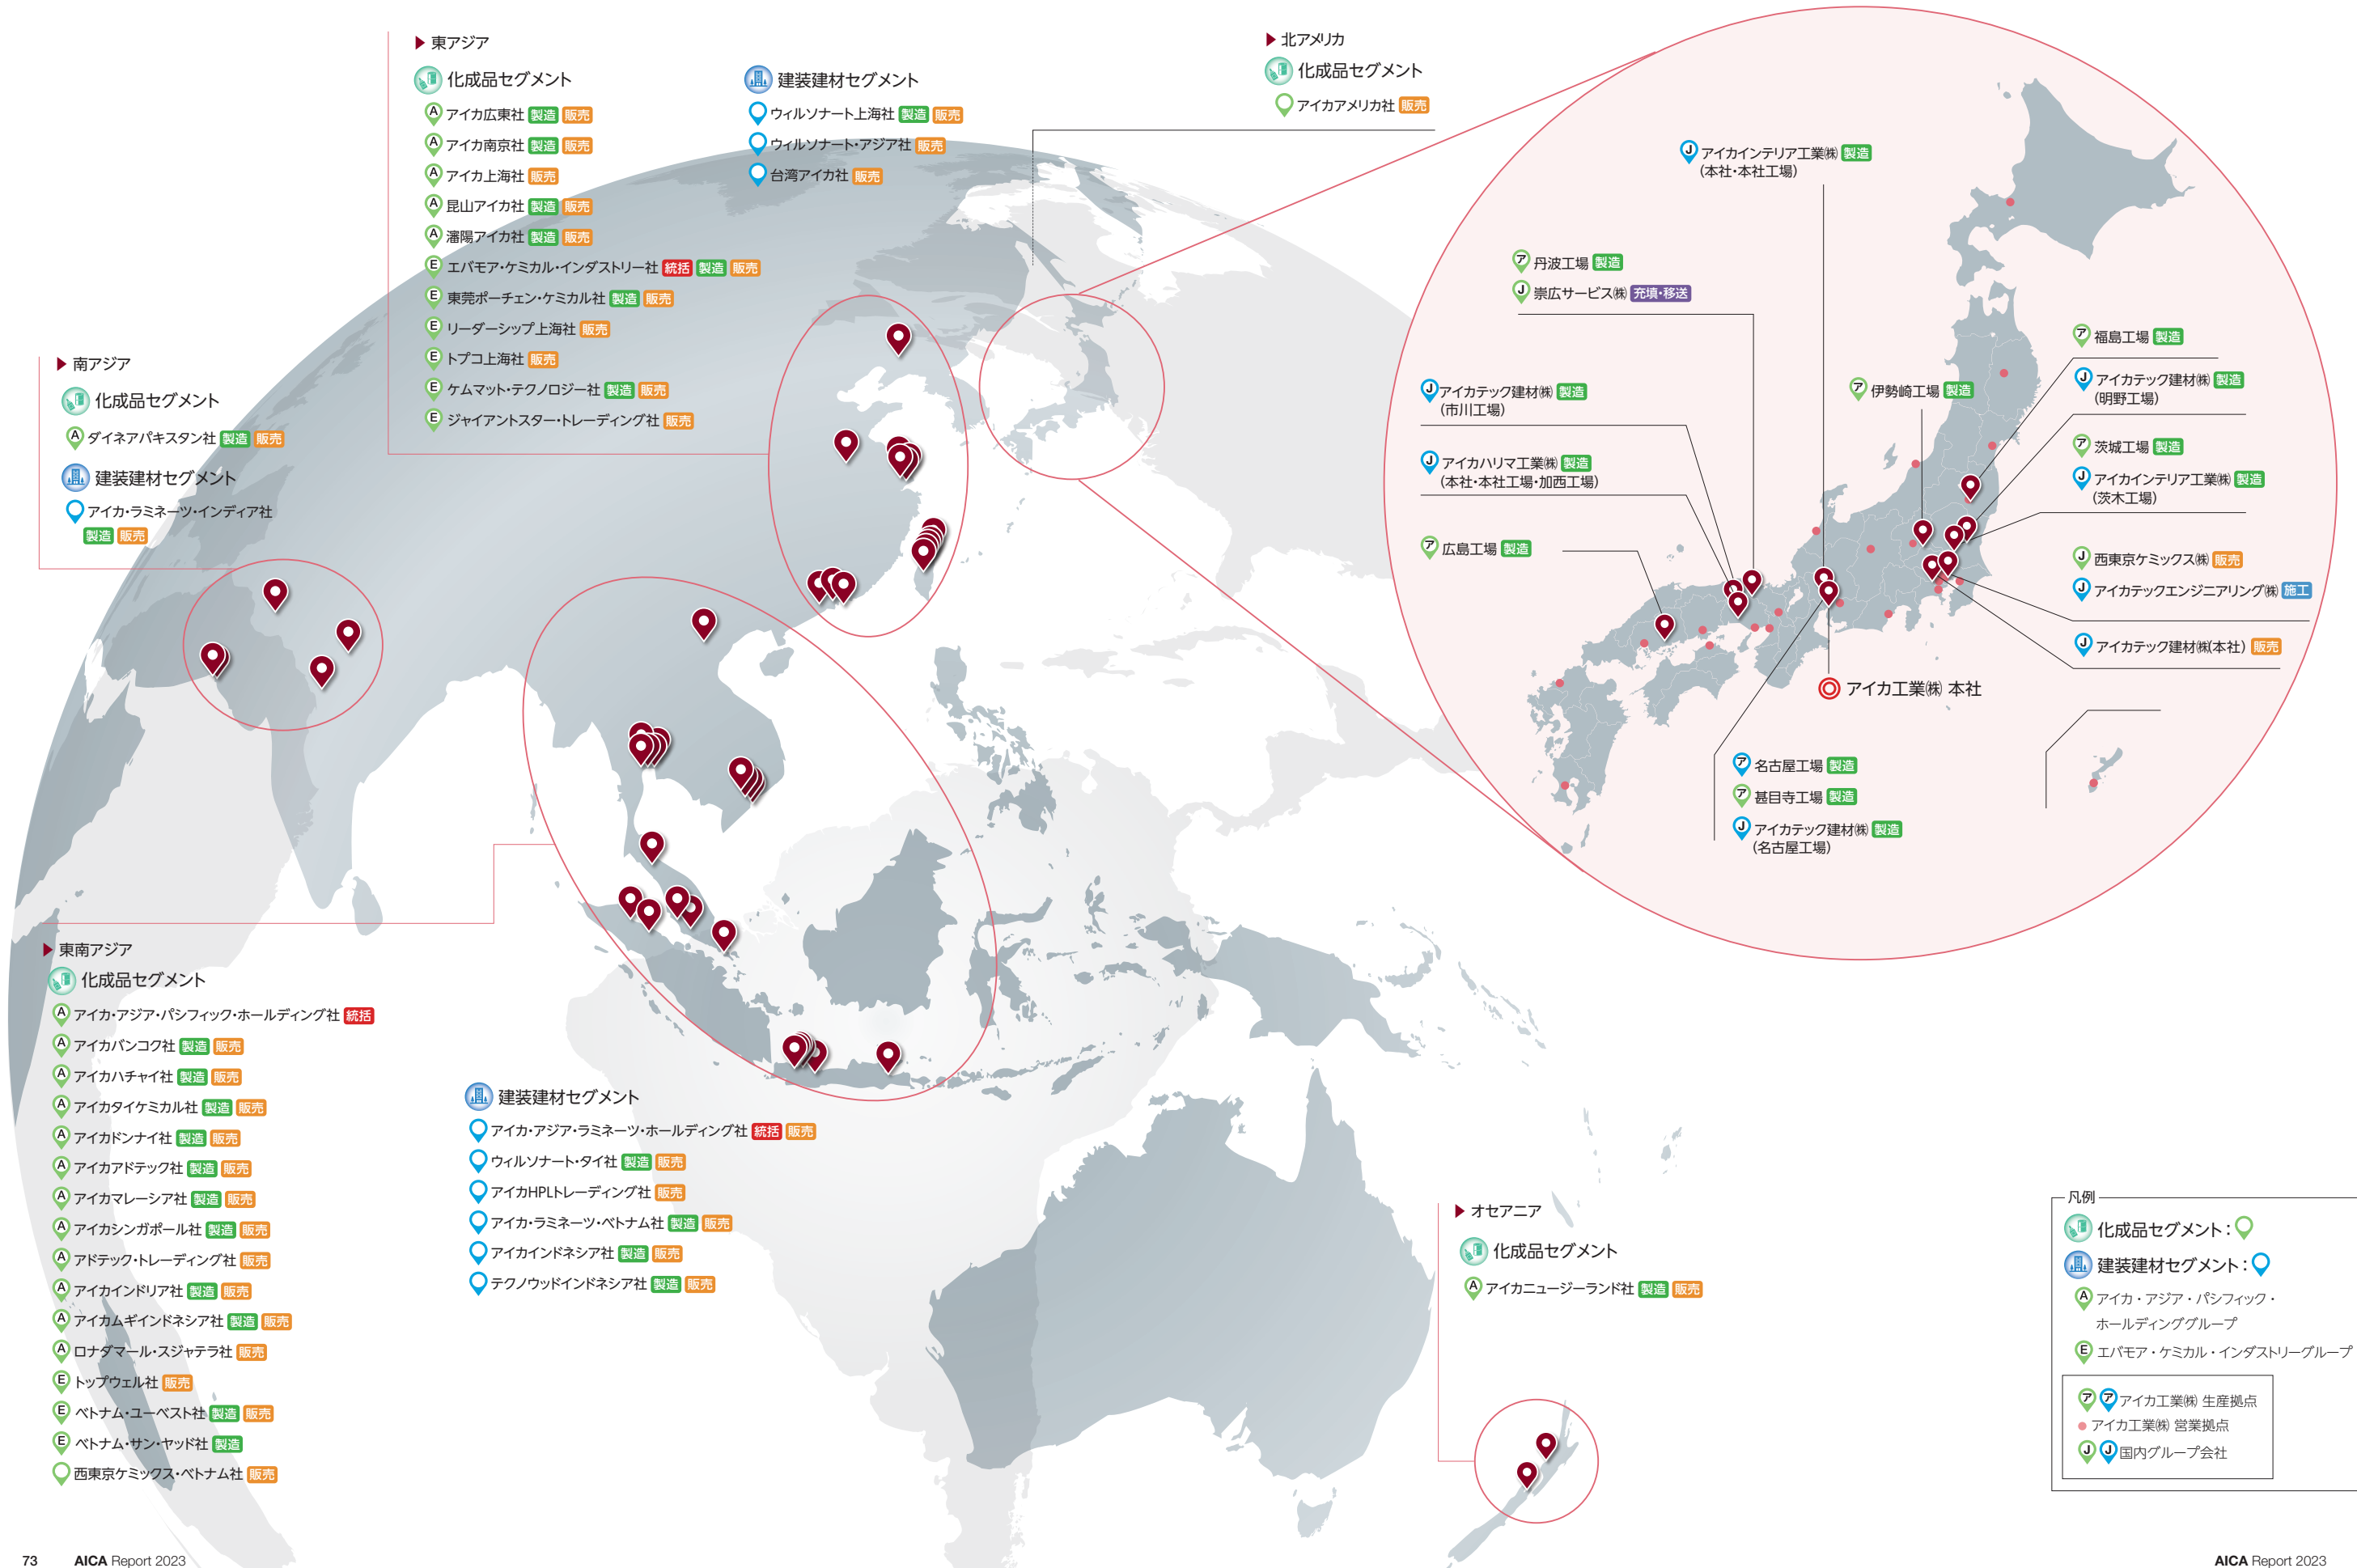 ▶ 東アジア
化成品セグメント
A アイカ広東社 製造 販売
A アイカ南京社 製造 販売
A アイカ上海社 販売
A 昆山アイカ社 製造 販売
A 瀋陽アイカ社 製造 販売
E エバモア・ケミカル・インダストリー社 統括 製造 販売
E 東莞ポーチェン・ケミカル社 製造 販売
E リーダーシップ上海社 販売
E トプコ上海社 販売
E ケムマット・テクノロジー社 製造 販売
E ジャイアントスター・トレーディング社 販売
建装建材セグメント
ウィルソナート上海社 製造 販売
ウィルソナート・アジア社 販売
台湾アイカ社 販売
▶ 北アメリカ
化成品セグメント
アイカアメリカ社 販売
▶ 南アジア
化成品セグメント
A ダイネアパキスタン社 製造 販売
建装建材セグメント
アイカ・ラミネーツ・インディア社
製造 販売
▶ 東南アジア
化成品セグメント
A アイカ・アジア・パシフィック・ホールディング社 統括
A アイカバンコク社 製造 販売
A アイカハチャイ社 製造 販売
A アイカタイケミカル社 製造 販売
A アイカドンナイ社 製造 販売
A アイカアドテック社 製造 販売
A アイカマレーシア社 製造 販売
A アイカシンガポール社 製造 販売
A アドテック・トレーディング社 販売
A アイカインドリア社 製造 販売
A アイカムギインドネシア社 製造 販売
A ロナダマール・スジャテラ社 販売
E トップウェル社 販売
E ベトナム・ユーベスト社 製造 販売
E ベトナム・サン・ヤッド社 製造
西東京ケミックス・ベトナム社 販売
建装建材セグメント
アイカ・アジア・ラミネーツ・ホールディング社 統括 販売
ウィルソナート・タイ社 製造 販売
アイカHPLトレーディング社 販売
アイカ・ラミネーツ・ベトナム社 製造 販売
アイカインドネシア社 製造 販売
テクノウッドインドネシア社 製造 販売
▶ オセアニア
化成品セグメント
A アイカニュージーランド社 製造 販売
J アイカインテリア工業㈱ 製造
(本社・本社工場)
ア 丹波工場 製造
J 崇広サービス㈱ 充填・移送
J アイカテック建材㈱ 製造
(市川工場)
J アイカハリマ工業㈱ 製造
(本社・本社工場・加西工場)
ア 広島工場 製造
ア 伊勢崎工場 製造
ア 福島工場 製造
J アイカテック建材㈱ 製造
(明野工場)
ア 茨城工場 製造
J アイカインテリア工業㈱ 製造
(茨木工場)
J 西東京ケミックス㈱ 販売
J アイカテックエンジニアリング㈱ 施工
J アイカテック建材㈱(本社) 販売
アイカ工業㈱ 本社
ア 名古屋工場 製造
ア 甚目寺工場 製造
J アイカテック建材㈱ 製造
(名古屋工場)
凡例
化成品セグメント：
建装建材セグメント：
A アイカ・アジア・パシフィック・
ホールディンググループ
E エバモア・ケミカル・インダストリーグループ
ア ア アイカ工業㈱ 生産拠点
アイカ工業㈱ 営業拠点
J J 国内グループ会社
73 AICA Report 2023
AICA Report 2023